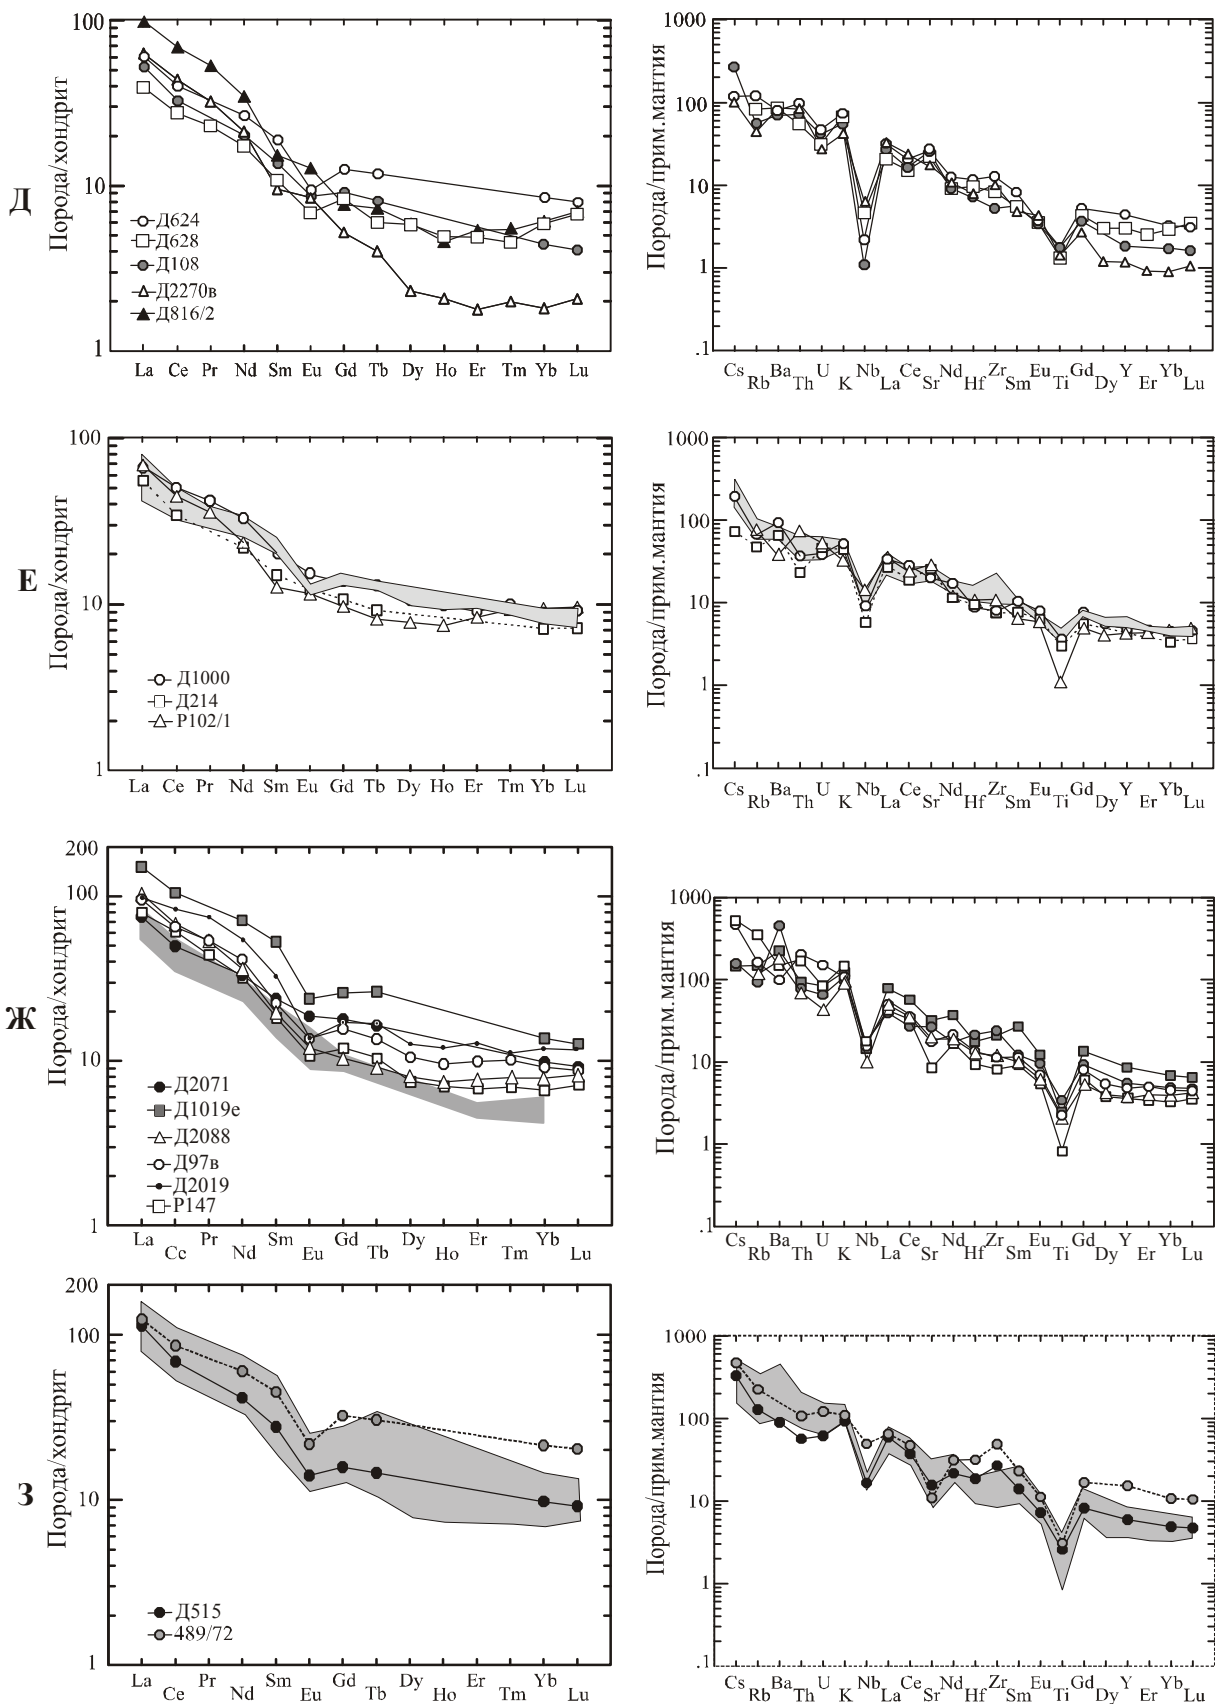 Д
Порода/хондрит
100
10
1
Д624
Д628
Д108
Д2270в
Д816/2
La Ce Pr Nd Sm Eu Gd Tb Dy Ho Er Tm Yb Lu
Порода/прим.мантия
1000
100
10
1
.1
Cs Rb Ba Th U K Nb La Ce Sr Nd Hf Zr Sm Eu Ti Gd Dy Y Er Yb Lu
Е
Порода/хондрит
100
10
1
Д1000
Д214
Р102/1
La Ce Pr Nd Sm Eu Gd Tb Dy Ho Er Tm Yb Lu
Порода/прим.мантия
1000
100
10
1
.1
Cs Rb Ba Th U K Nb La Ce Sr Nd Hf Zr Sm Eu Ti Gd Dy Y Er Yb Lu
Ж
Порода/хондрит
200
100
10
1
Д2071
Д1019е
Д2088
Д97в
Д2019
Р147
La Ce Pr Nd Sm Eu Gd Tb Dy Ho Er Tm Yb Lu
Порода/прим.мантия
1000
100
10
1
.1
Cs Rb Ba Th U K Nb La Ce Sr Nd Hf Zr Sm Eu Ti Gd Dy Y Er Yb Lu
З
Порода/хондрит
200
100
10
1
Д515
489/72
La Ce Pr Nd Sm Eu Gd Tb Dy Ho Er Tm Yb Lu
Порода/прим.мантия
1000
100
10
1
.1
Cs Rb Ba Th U K Nb La Ce Sr Nd Hf Zr Sm Eu Ti Gd Dy Y Er Yb Lu